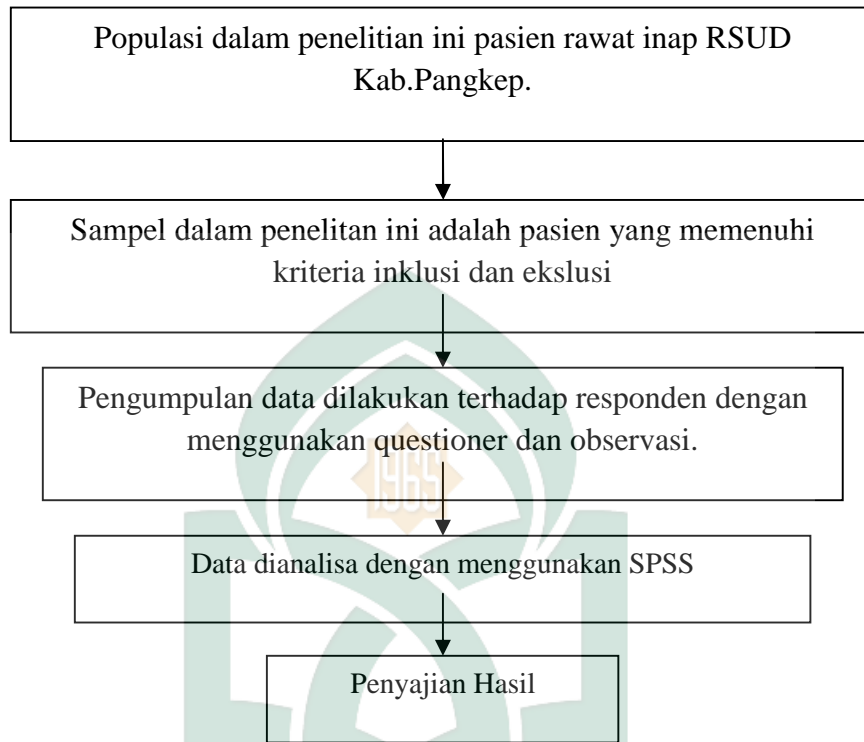 Populasi dalam penelitian ini pasien rawat inap RSUD
Kab.Pangkep.
Sampel dalam penelitan ini adalah pasien yang memenuhi
kriteria inklusi dan ekslusi
Pengumpulan data dilakukan terhadap responden dengan
menggunakan questioner dan observasi.
1965
Data dianalisa dengan menggunakan SPSS
Penyajian Hasil